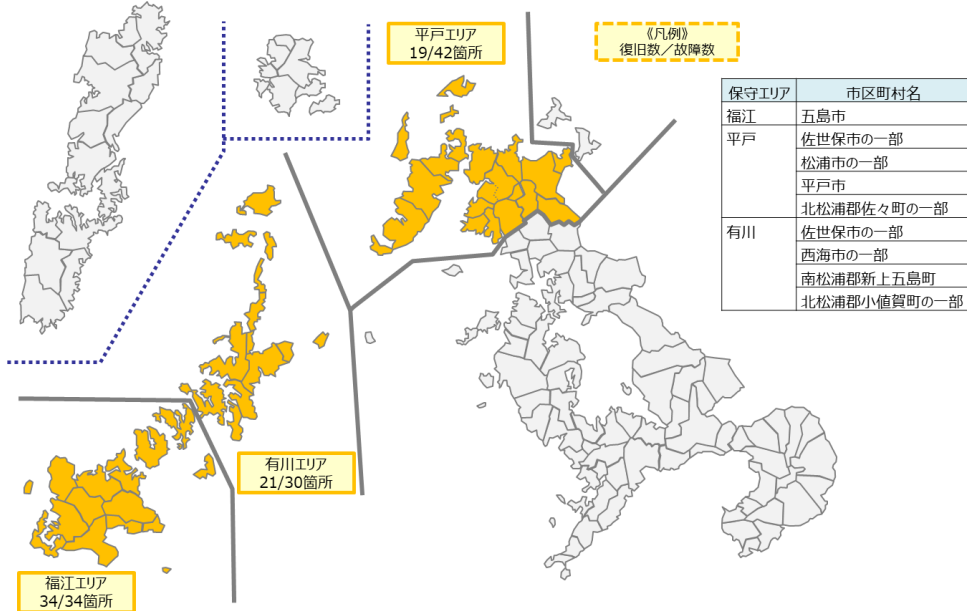 平戸エリア
19/42箇所
《凡例》
復旧数／故障数
保守エリア 市区町村名
福江 五島市
平戸 佐世保市の一部
松浦市の一部
平戸市
北松浦郡佐々町の一部
有川 佐世保市の一部
西海市の一部
南松浦郡新上五島町
北松浦郡小値賀町の一部
有川エリア
21/30箇所
福江エリア
34/34箇所